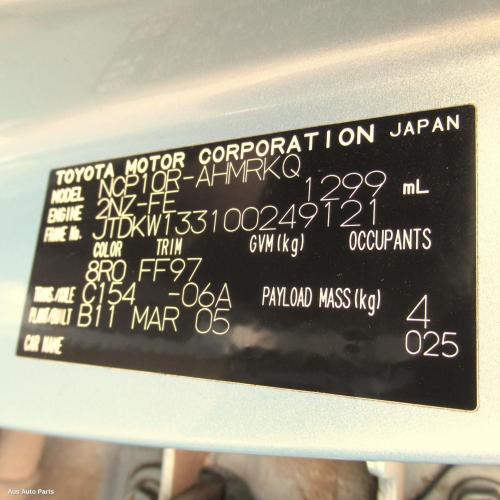 TOYOTA MOTOR CORPORATION JAPAN
MODEL NCP10R-AHMRKQ
ENGINE 2NZ-FE 1299 mL
FRAME No. JTDKW133100249121
COLOR TRIM GVM(kg) OCCUPANTS
8R0 FF97
TRANS/AXLE C154 -06A PAYLOAD MASS(kg) 4
PLANT/BUILT B11 MAR 05 025
CAR NAME
Aus Auto Parts